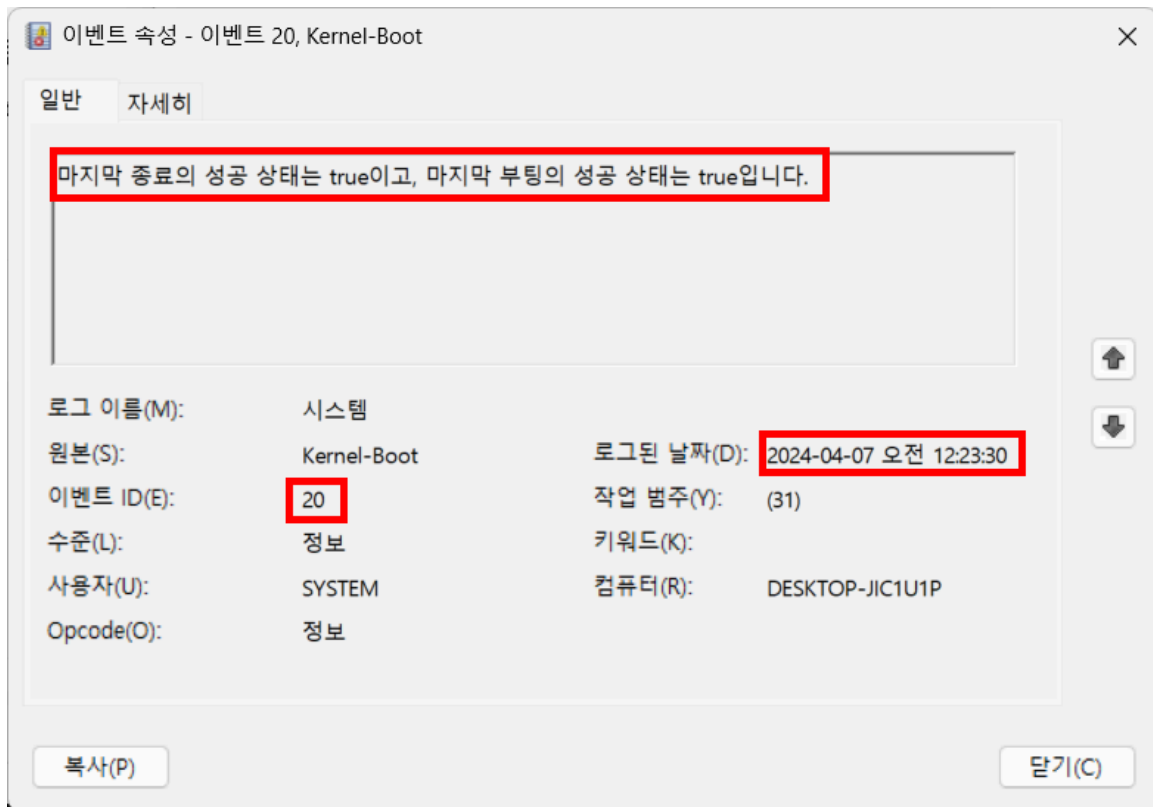 이벤트 속성 - 이벤트 20, Kernel-Boot
일반 자세히
마지막 종료의 성공 상태는 true이고, 마지막 부팅의 성공 상태는 true입니다.
로그 이름(M): 시스템
원본(S): Kernel-Boot 로그된 날짜(D): 2024-04-07 오전 12:23:30
이벤트 ID(E): 20 작업 범주(Y): (31)
수준(L): 정보 키워드(K):
사용자(U): SYSTEM 컴퓨터(R): DESKTOP-JIC1U1P
Opcode(O): 정보
복사(P) 닫기(C)